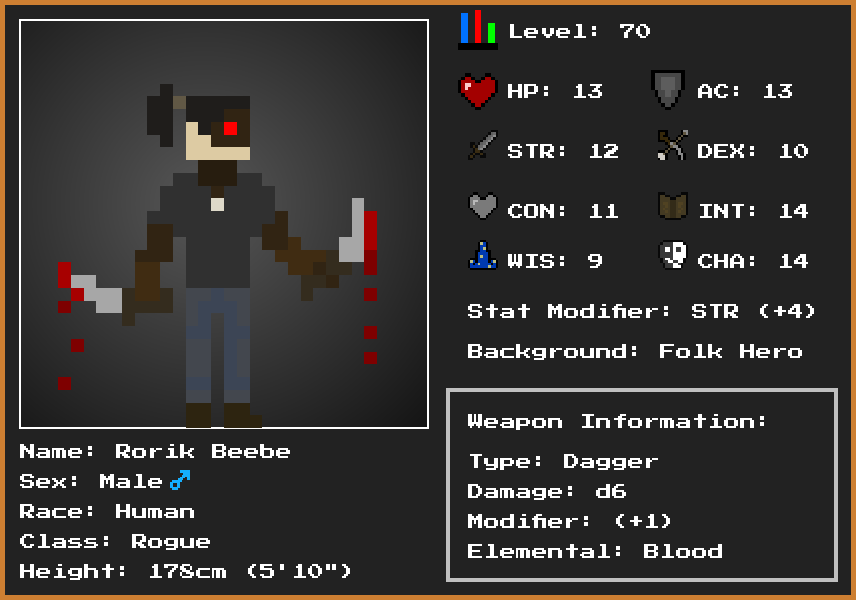 Level: 70
HP: 13
AC: 13
STR: 12
DEX: 10
CON: 11
INT: 14
WIS: 9
CHA: 14
Stat Modifier: STR (+4)
Background: Folk Hero
Weapon Information:
Type: Dagger
Damage: d6
Modifier: (+1)
Elemental: Blood
Name: Rorik Beebe
Sex: Male♂
Race: Human
Class: Rogue
Height: 178cm (5'10")